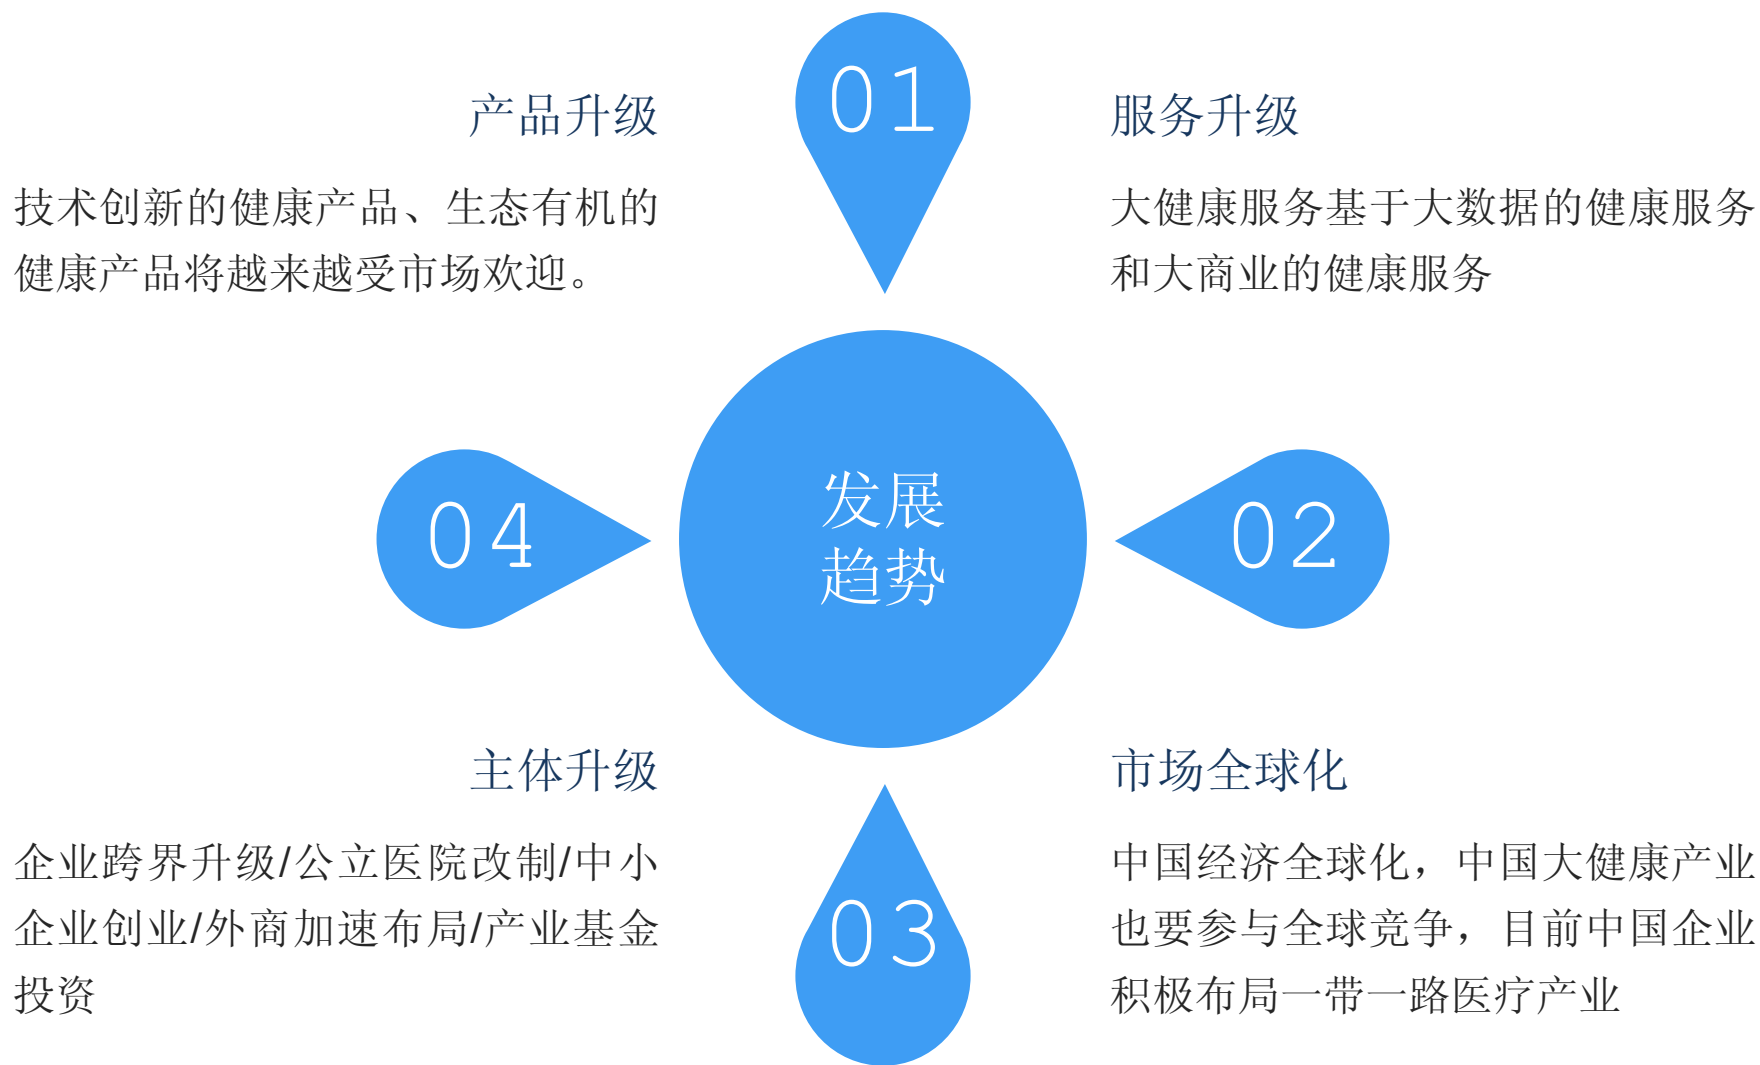 01
产品升级
技术创新的健康产品、生态有机的
健康产品将越来越受市场欢迎。
服务升级
大健康服务基于大数据的健康服务
和大商业的健康服务
04
发展
趋势
02
主体升级
企业跨界升级/公立医院改制/中小
企业创业/外商加速布局/产业基金
投资
市场全球化
中国经济全球化，中国大健康产业
也要参与全球竞争，目前中国企业
积极布局一带一路医疗产业
03